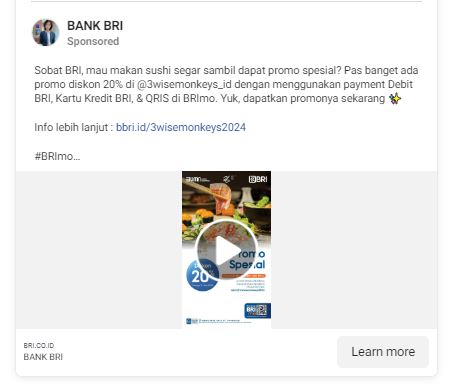 BANK BRI
Sponsored
Sobat BRI, mau makan sushi segar sambil dapat promo spesial? Pas banget ada
promo diskon 20% di @3wisemonkeys_id dengan menggunakan payment Debit
BRI, Kartu Kredit BRI, & QRIS di BRImo. Yuk, dapatkan promonya sekarang ✨
Info lebih lanjut : bbri.id/3wisemonkeys2024
#BRImo...
BRI
Promo
Spesial
20
BRI.CO.ID
BANK BRI
Learn more